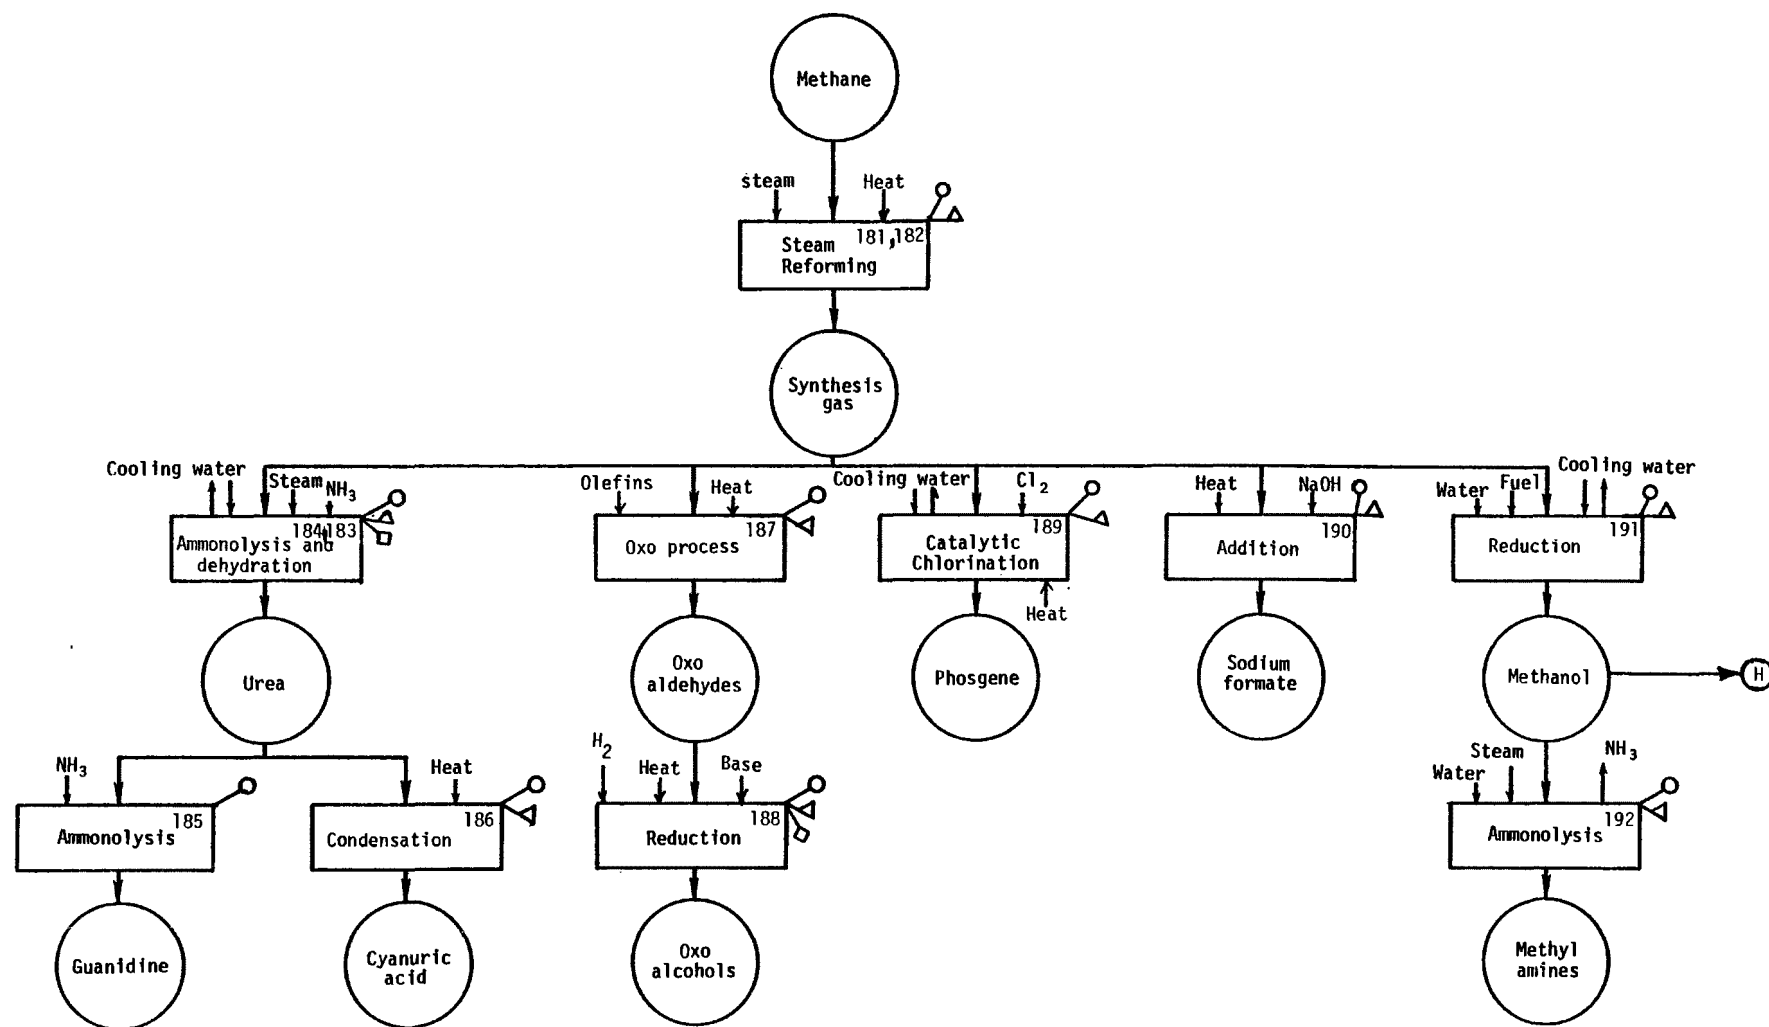 Methane
steam
Heat
181,182
Steam
Reforming
Synthesis
gas
Cooling water
Steam
NH3
184,183
Ammonolysis and
dehydration
Olefins
Heat
187
Oxo process
Cooling water
Cl2
189
Catalytic
Chlorination
Heat
Heat
NaOH
190
Addition
Water
Fuel
Cooling water
191
Reduction
Urea
Oxo
aldehydes
Phosgene
Sodium
formate
Methanol
H
NH3
185
Ammonolysis
Heat
186
Condensation
H2
Heat
Base
188
Reduction
Water
Steam
NH3
192
Ammonolysis
Guanidine
Cyanuric
acid
Oxo
alcohols
Methyl
amines